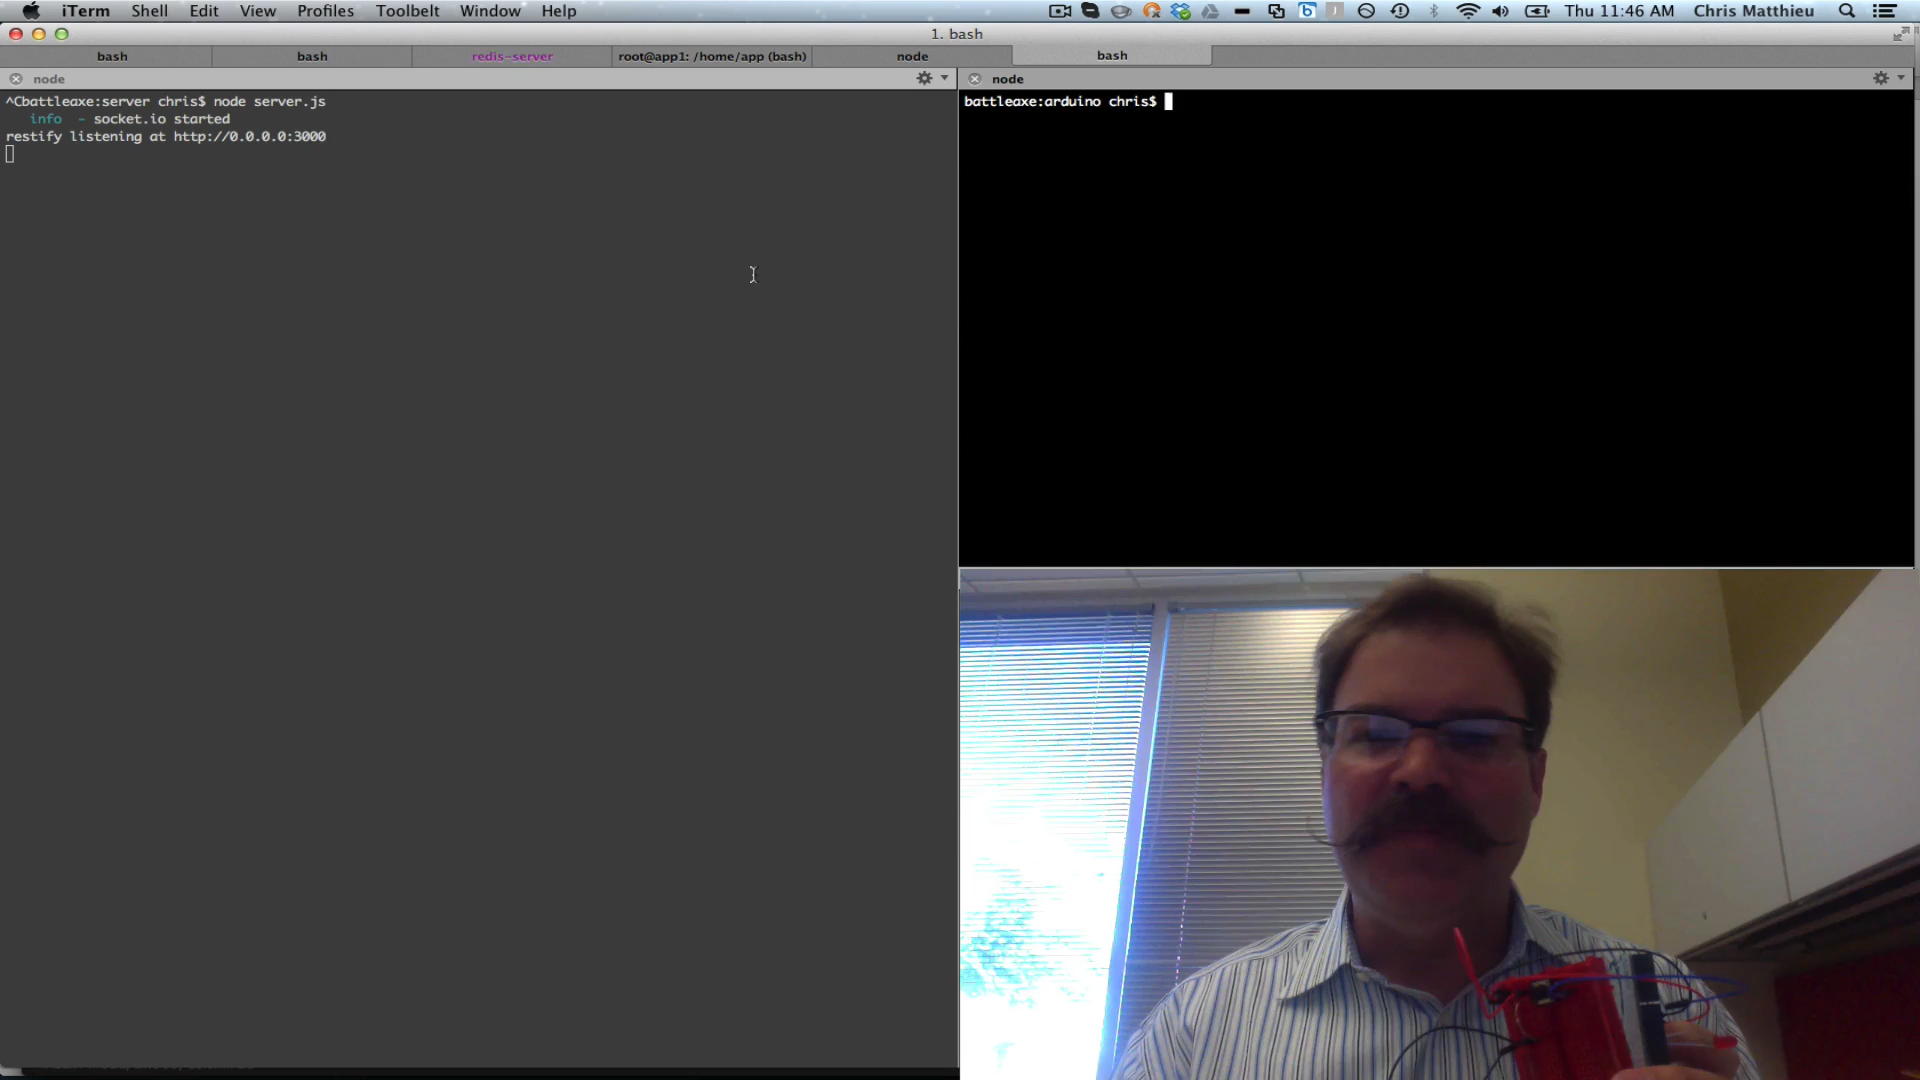 iTerm Shell Edit View Profiles Toolbelt Window Help Thu 11:46 AM Chris Matthieu
1. bash
bash bash redis-server root@app1: /home/app (bash) node bash
node
^Cbattleaxe:server chris$ node server.js
info - socket.io started
restify listening at http://0.0.0.0:3000
node
battleaxe:arduino chris$